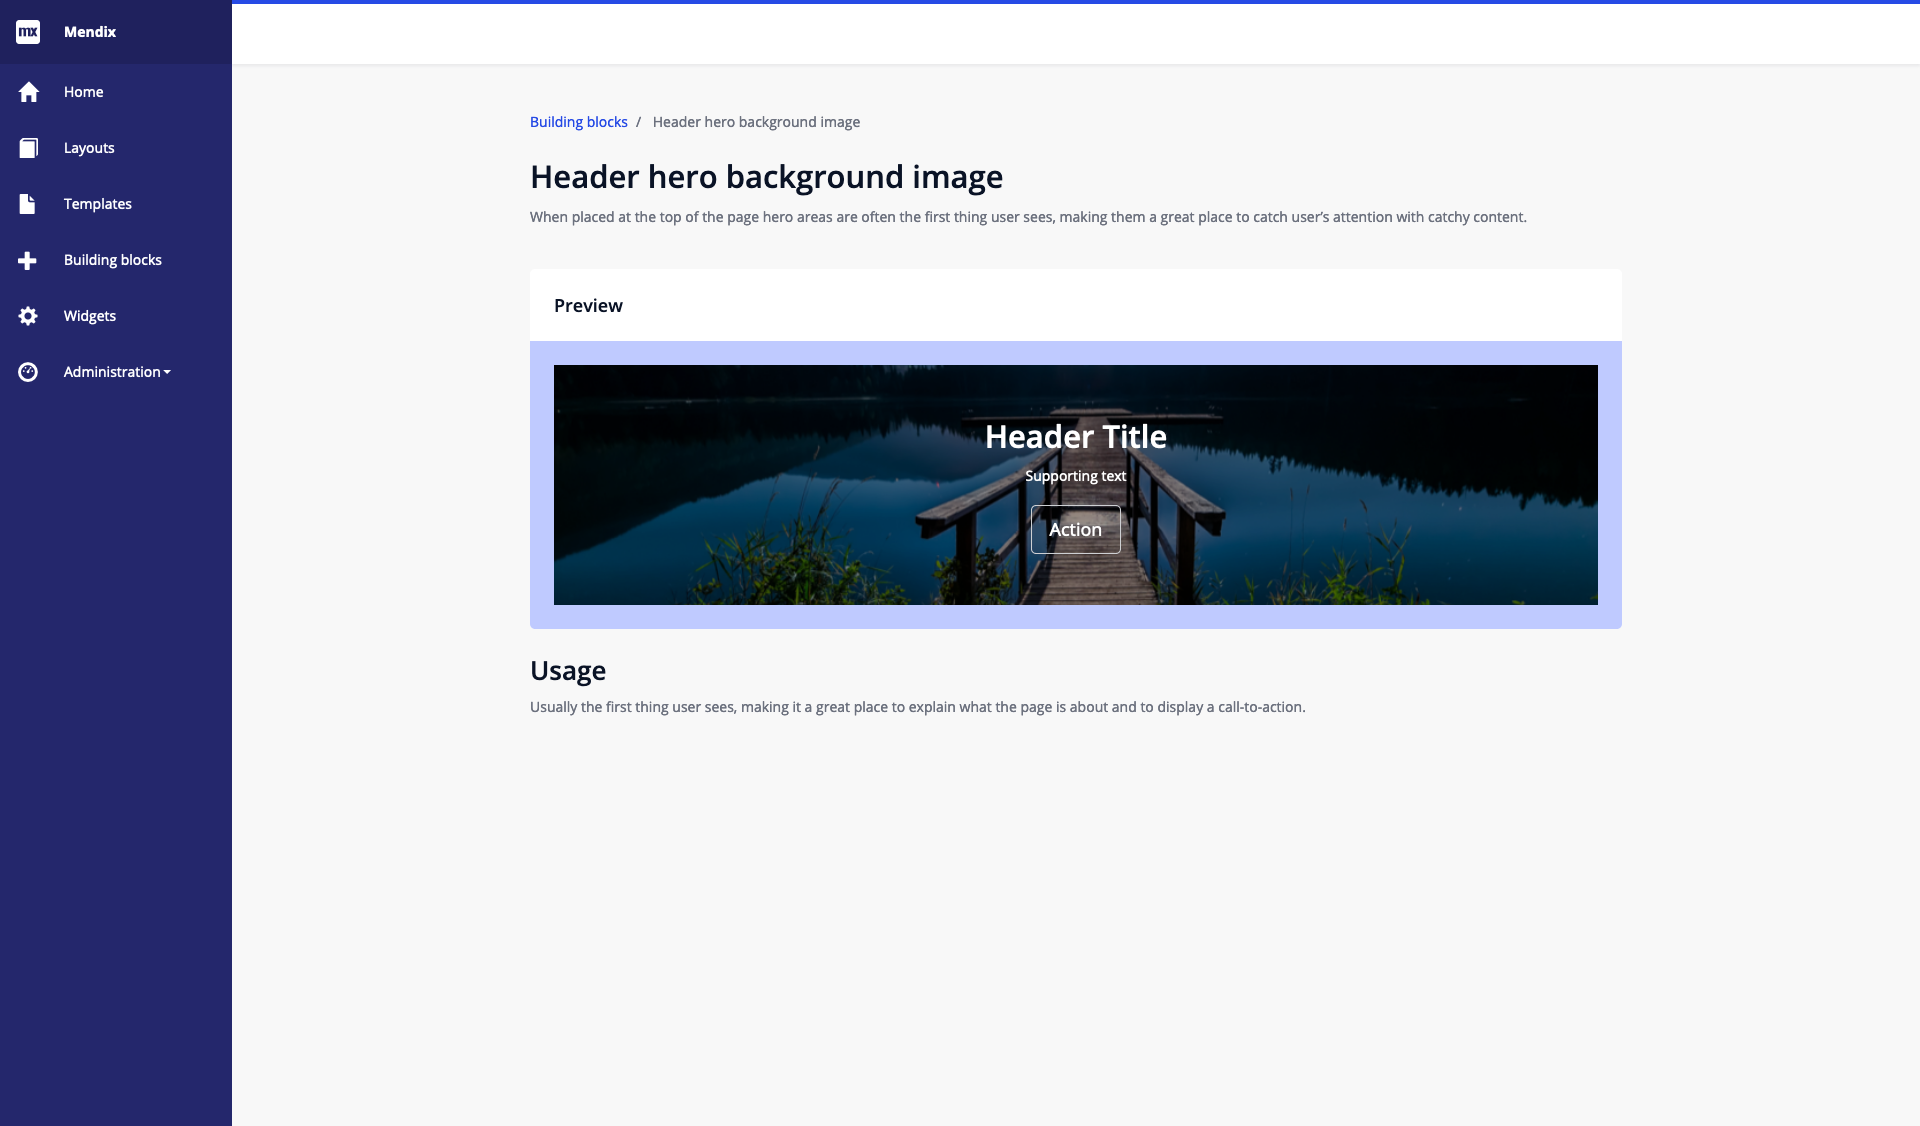 mx Mendix
Home
Layouts
Templates
Building blocks
Widgets
Administration
Building blocks / Header hero background image
Header hero background image
When placed at the top of the page hero areas are often the first thing user sees, making them a great place to catch user’s attention with catchy content.
Preview
Header Title
Supporting text
Action
Usage
Usually the first thing user sees, making it a great place to explain what the page is about and to display a call-to-action.